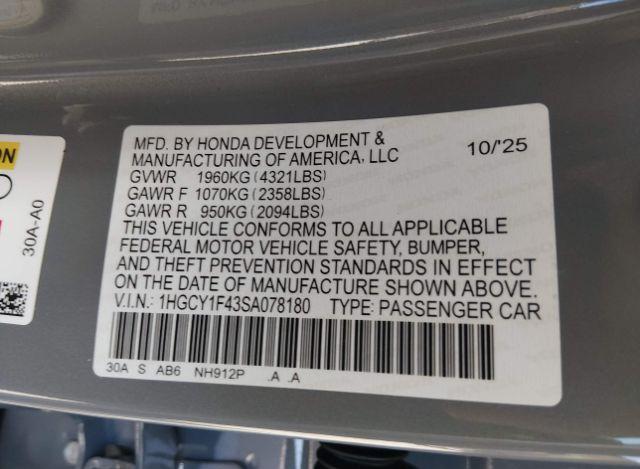 MFD. BY HONDA DEVELOPMENT &
MANUFACTURING OF AMERICA, LLC 10/'25
GVWR 1960KG (4321LBS)
GAWR F 1070KG (2358LBS)
GAWR R 950KG (2094LBS)
THIS VEHICLE CONFORMS TO ALL APPLICABLE
FEDERAL MOTOR VEHICLE SAFETY, BUMPER,
AND THEFT PREVENTION STANDARDS IN EFFECT
ON THE DATE OF MANUFACTURE SHOWN ABOVE.
V.I.N.: 1HGCY1F43SA078180 TYPE: PASSENGER CAR
30A S AB6 NH912P .A .A
30A-A0